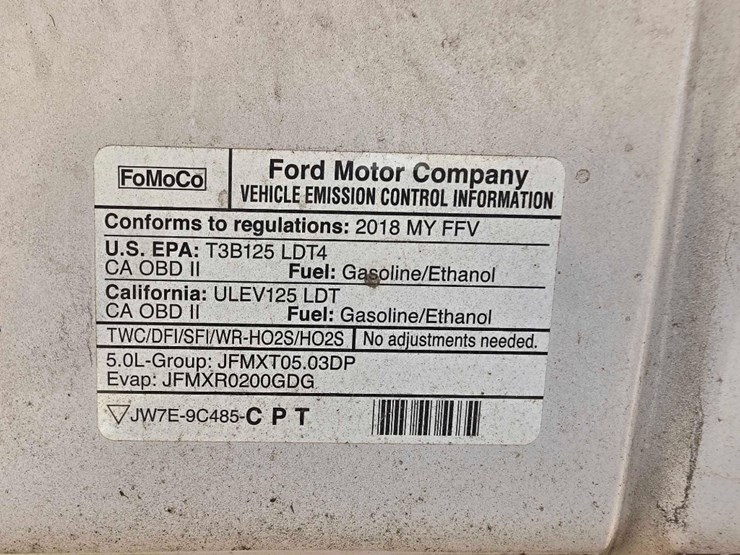 FoMoCo
Ford Motor Company
VEHICLE EMISSION CONTROL INFORMATION
Conforms to regulations: 2018 MY FFV
U.S. EPA: T3B125 LDT4
CA OBD II Fuel: Gasoline/Ethanol
California: ULEV125 LDT
CA OBD II Fuel: Gasoline/Ethanol
TWC/DFI/SFI/WR-HO2S/HO2S No adjustments needed.
5.0L-Group: JFMXT05.03DP
Evap: JFMXR0200GDG
JW7E-9C485-C P T